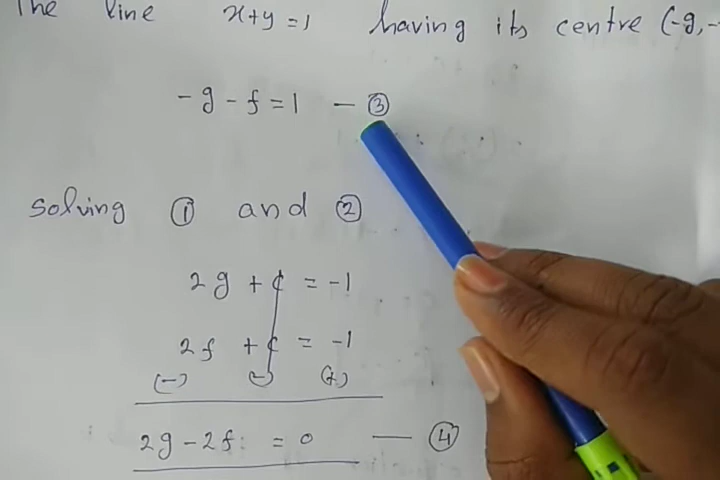 The line x+y=1 having its centre (-g,-
-g-f=1 — ③
solving ① and ②
2g + c = -1
2f + c = -1
(-) (-) (+)
2g-2f = 0 — ④